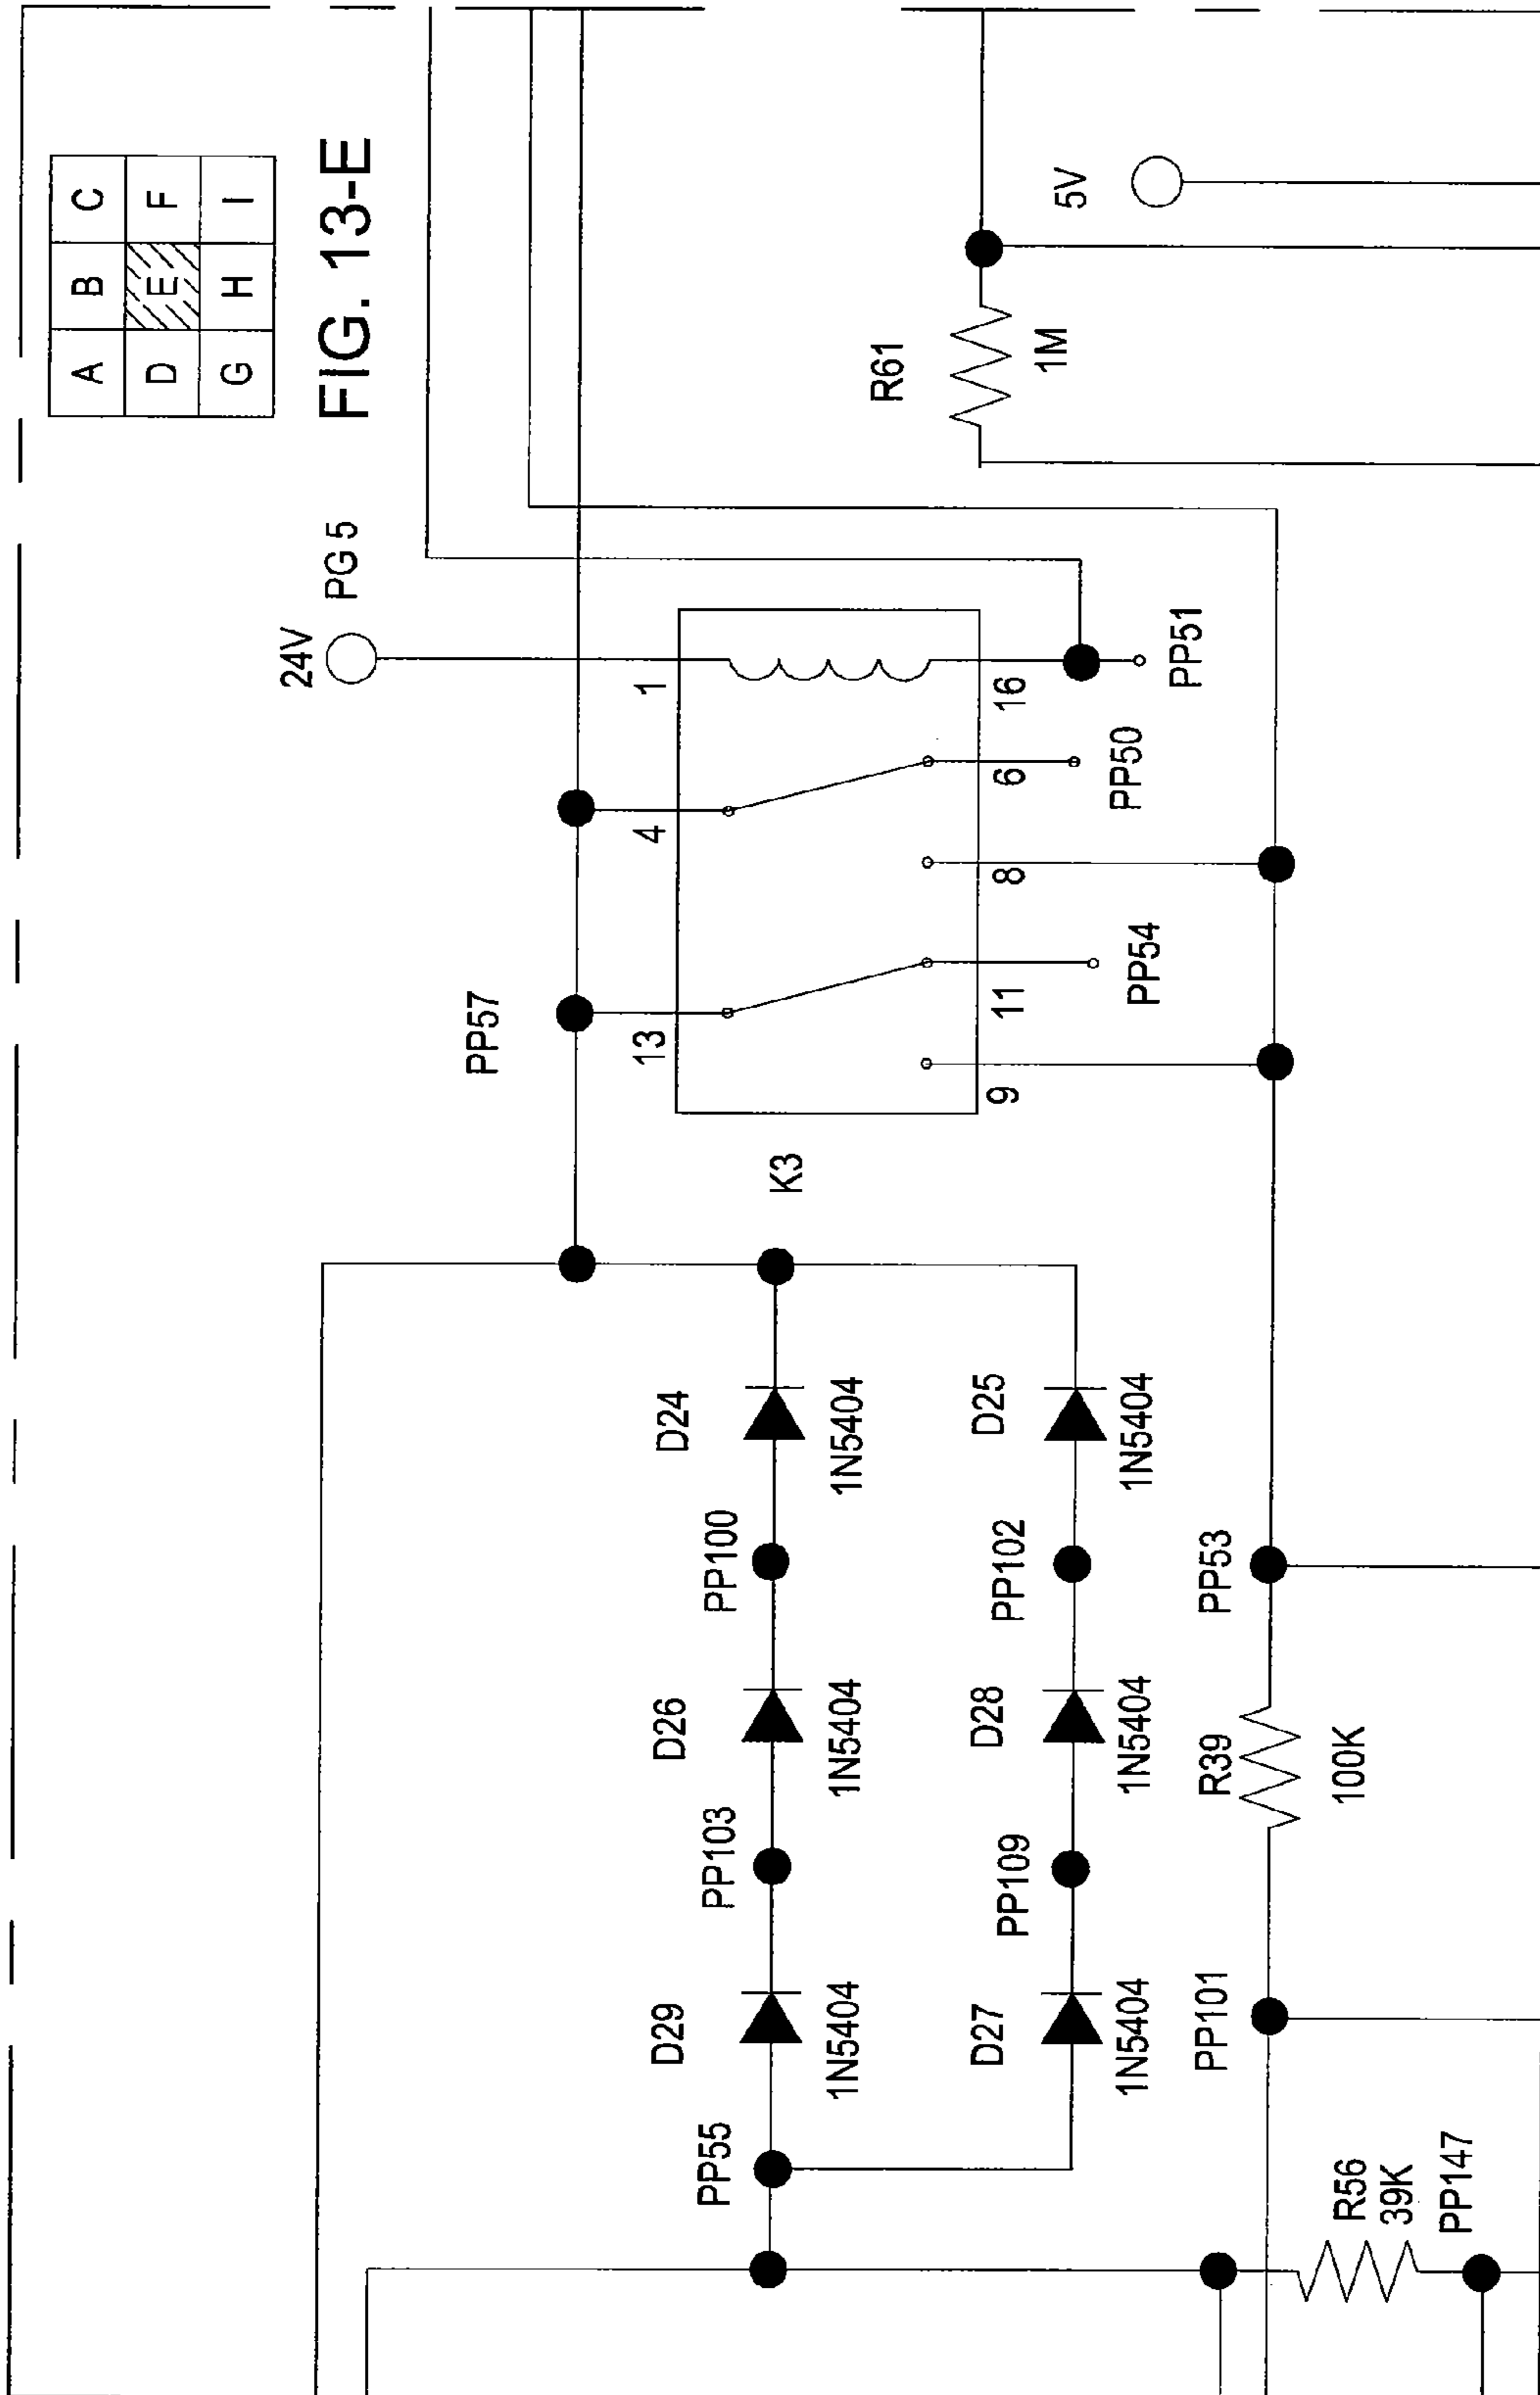 A B C
D E F
G H I
FIG. 13-E
24V
PG 5
PP57
1
4
13
16
6
8
11
9
PP51
PP50
PP54
K3
R61
1M
5V
D24
1N5404
PP100
D26
1N5404
PP103
D29
1N5404
PP55
D25
1N5404
PP102
D28
1N5404
PP109
D27
1N5404
PP53
R39
100K
PP101
R56
39K
PP147